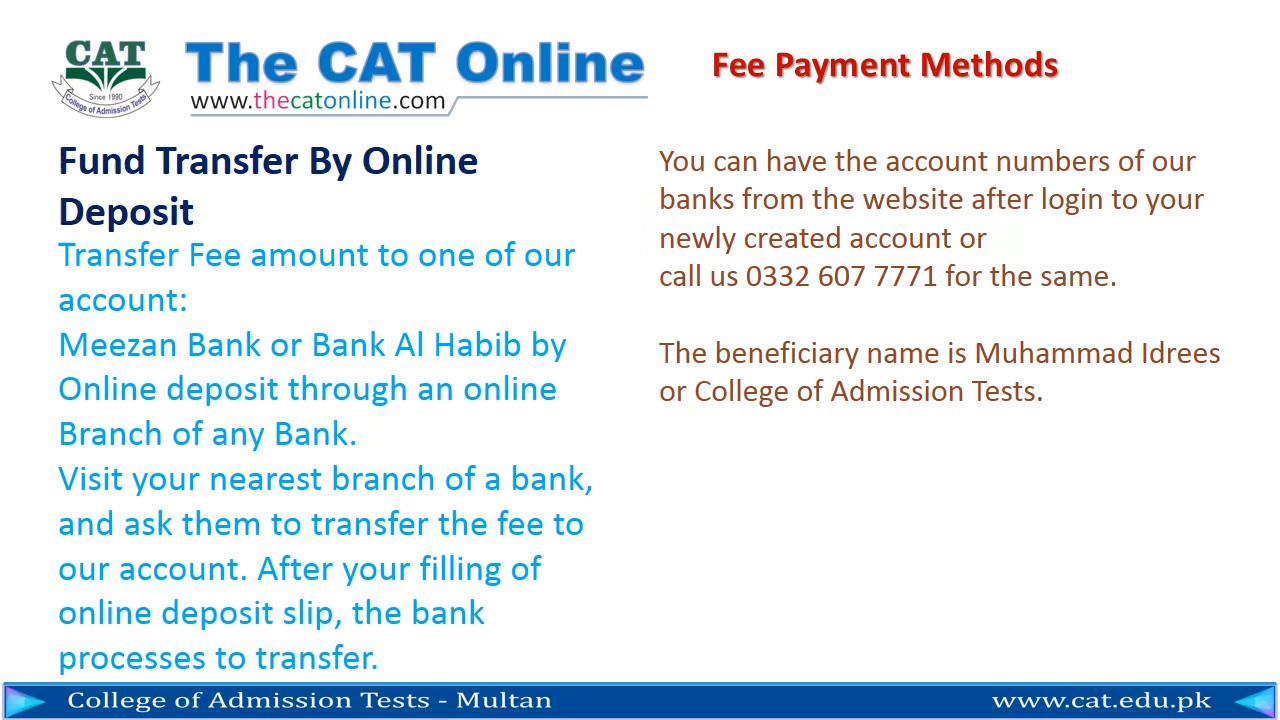 CAT
Since 1990
College of Admission Tests
The CAT Online
www.thecatonline.com
Fee Payment Methods
Fund Transfer By Online
Deposit
Transfer Fee amount to one of our
account:
Meezan Bank or Bank Al Habib by
Online deposit through an online
Branch of any Bank.
Visit your nearest branch of a bank,
and ask them to transfer the fee to
our account. After your filling of
online deposit slip, the bank
processes to transfer.
You can have the account numbers of our
banks from the website after login to your
newly created account or
call us 0332 607 7771 for the same.
The beneficiary name is Muhammad Idrees
or College of Admission Tests.
College of Admission Tests - Multan
www.cat.edu.pk